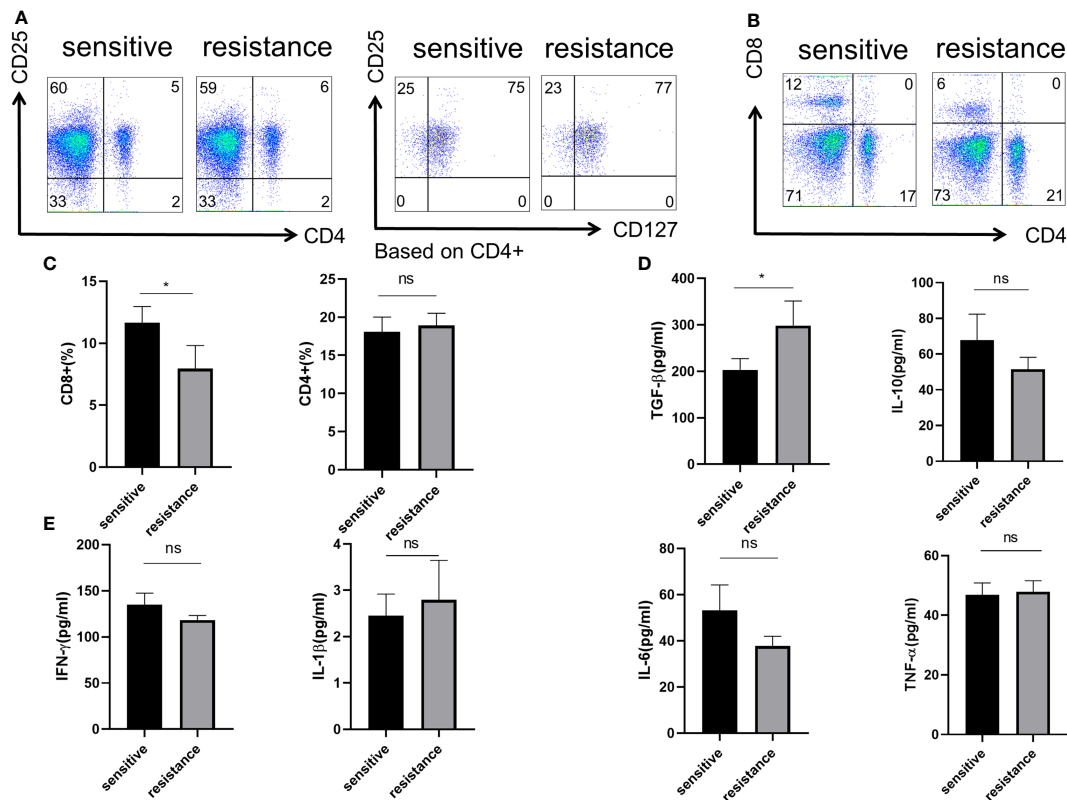 A
CD25
sensitive
resistance
60
5
33
2
59
6
33
2
CD4
CD25
sensitive
resistance
25
75
0
0
23
77
0
0
CD127
Based on CD4+
B
CD8
sensitive
resistance
12
0
71
17
6
0
73
21
CD4
C
CD8+(%)
15
10
5
0
*
sensitive
resistance
CD4+(%)
25
20
15
10
5
0
ns
sensitive
resistance
D
TGF-β(pg/ml)
400
300
200
100
0
*
sensitive
resistance
IL-10(pg/ml)
100
80
60
40
20
0
ns
sensitive
resistance
E
IFN-γ(pg/ml)
200
150
100
50
0
ns
sensitive
resistance
IL-1β(pg/ml)
4
3
2
1
0
ns
sensitive
resistance
IL-6(pg/ml)
80
60
40
20
0
ns
sensitive
resistance
TNF-α(pg/ml)
60
40
20
0
ns
sensitive
resistance